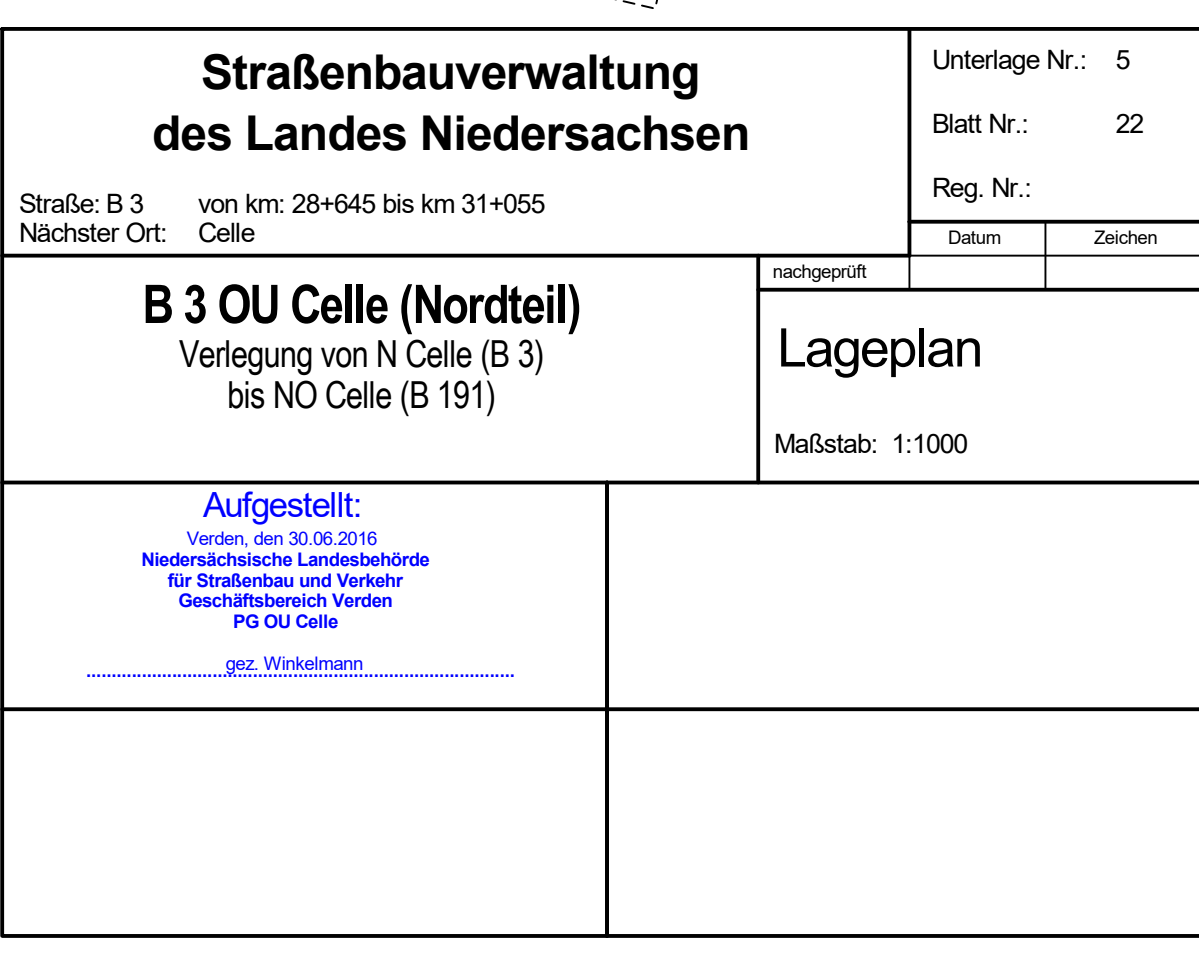 Straßenbauverwaltung
des Landes Niedersachsen
Straße: B 3 von km: 28+645 bis km 31+055
Nächster Ort: Celle
Unterlage Nr.: 5
Blatt Nr.: 22
Reg. Nr.:
Datum Zeichen
nachgeprüft
B 3 OU Celle (Nordteil)
Verlegung von N Celle (B 3)
bis NO Celle (B 191)
Lageplan
Maßstab: 1:1000
Aufgestellt:
Verden, den 30.06.2016
Niedersächsische Landesbehörde
für Straßenbau und Verkehr
Geschäftsbereich Verden
PG OU Celle
gez. Winkelmann